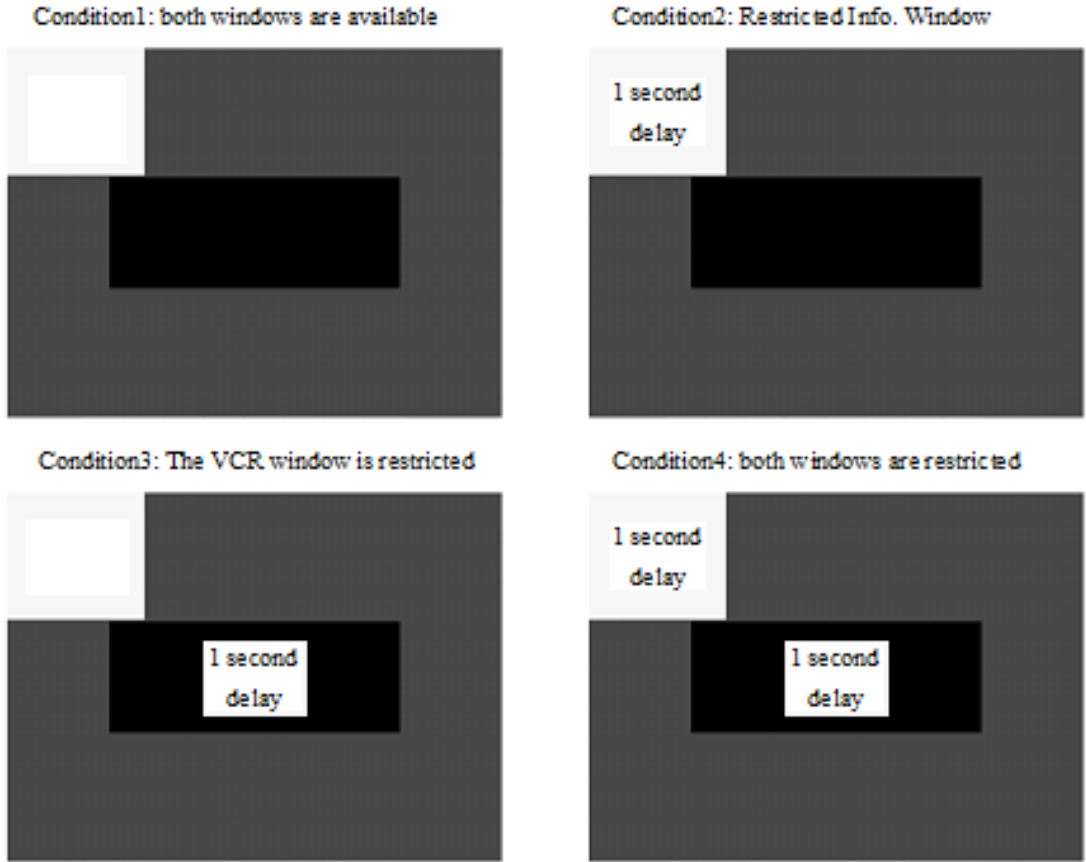 Condition1: both windows are available
Condition2: Restricted Info. Window
1 second
delay
Condition3: The VCR window is restricted
Condition4: both windows are restricted
1 second
delay
1 second
delay
1 second
delay